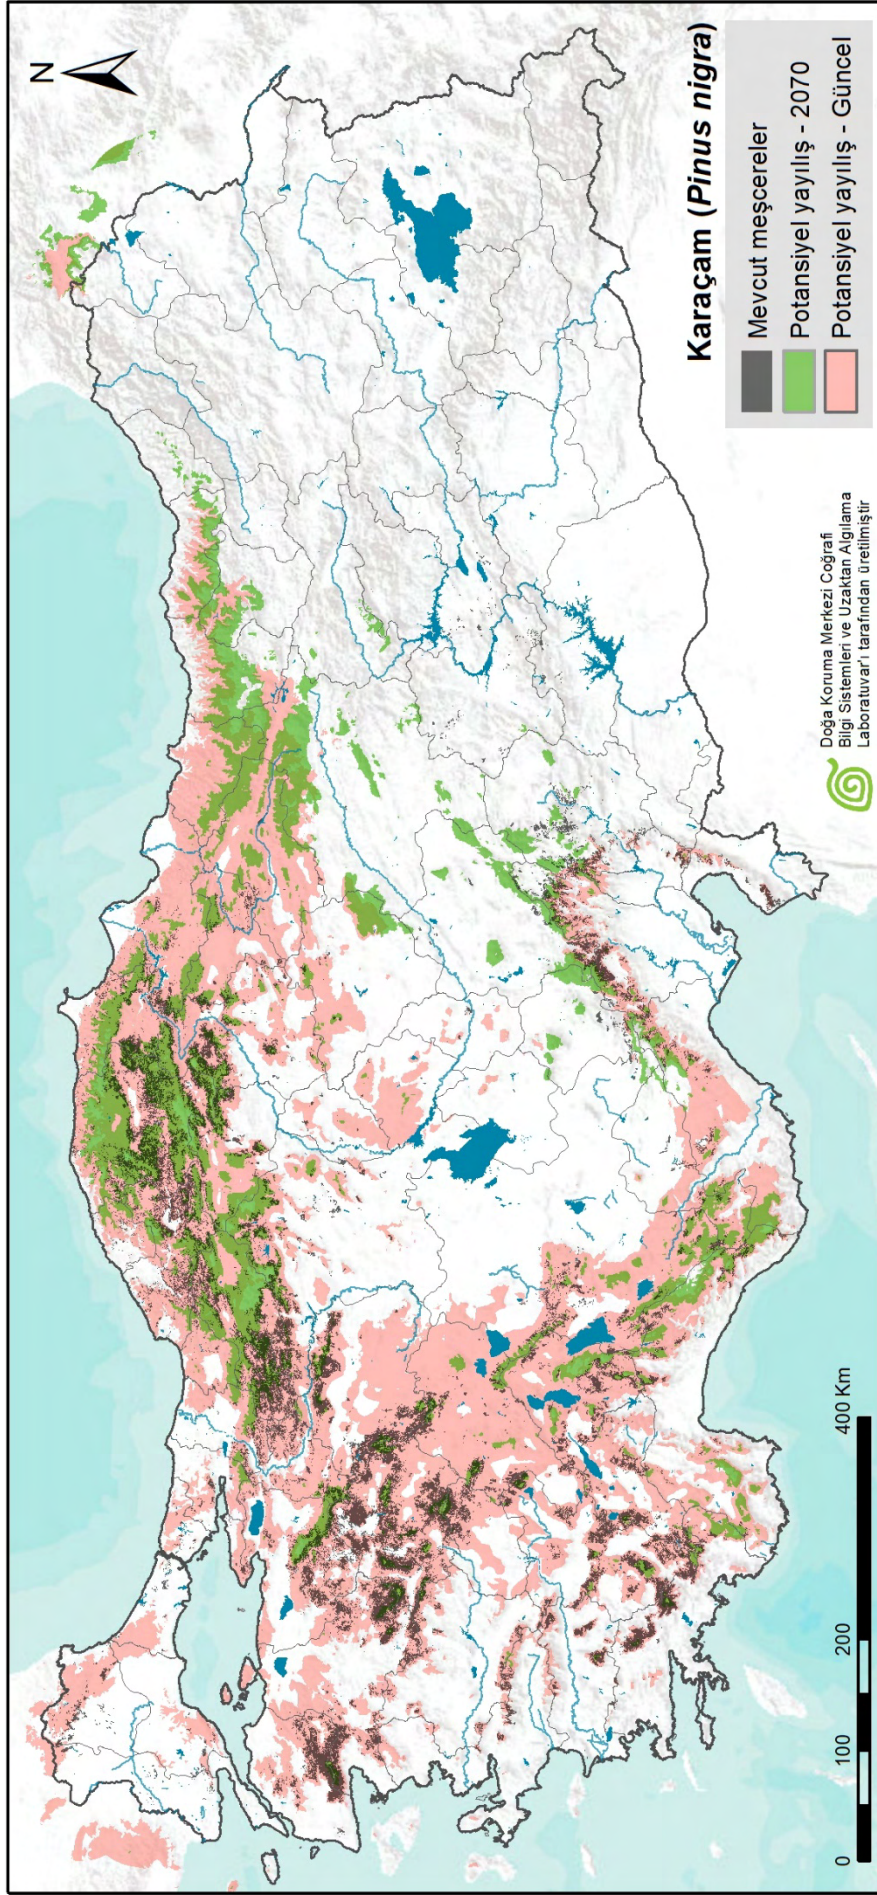 N
Karaçam (Pinus nigra)
Mevcut meşcereler
Potansiyel yayılış - 2070
Potansiyel yayılış - Güncel
Doğa Koruma Merkezi Coğrafi
Bilgi Sistemleri ve Uzaktan Algılama
Laboratuvar'ı tarafından üretilmiştir
0 100 200 400 Km